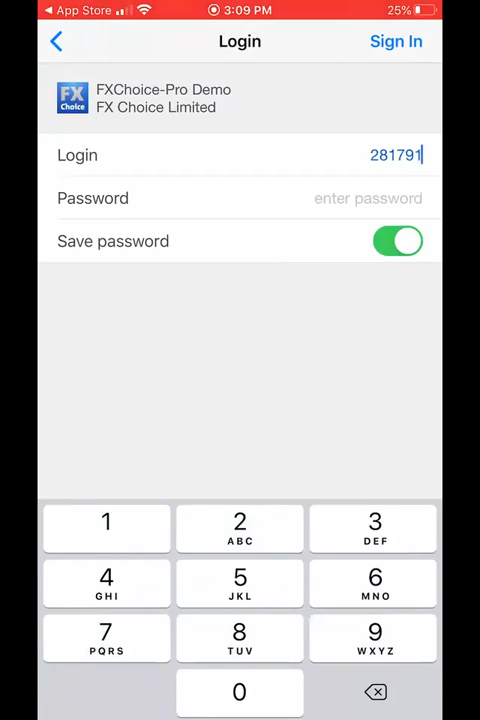 App Store 3:09 PM 25%
Login Sign In
FX Choice
FXChoice-Pro Demo
FX Choice Limited
Login 281791
Password enter password
Save password
1 2 3
ABC DEF
4 5 6
GHI JKL MNO
7 8 9
PQRS TUV WXYZ
0